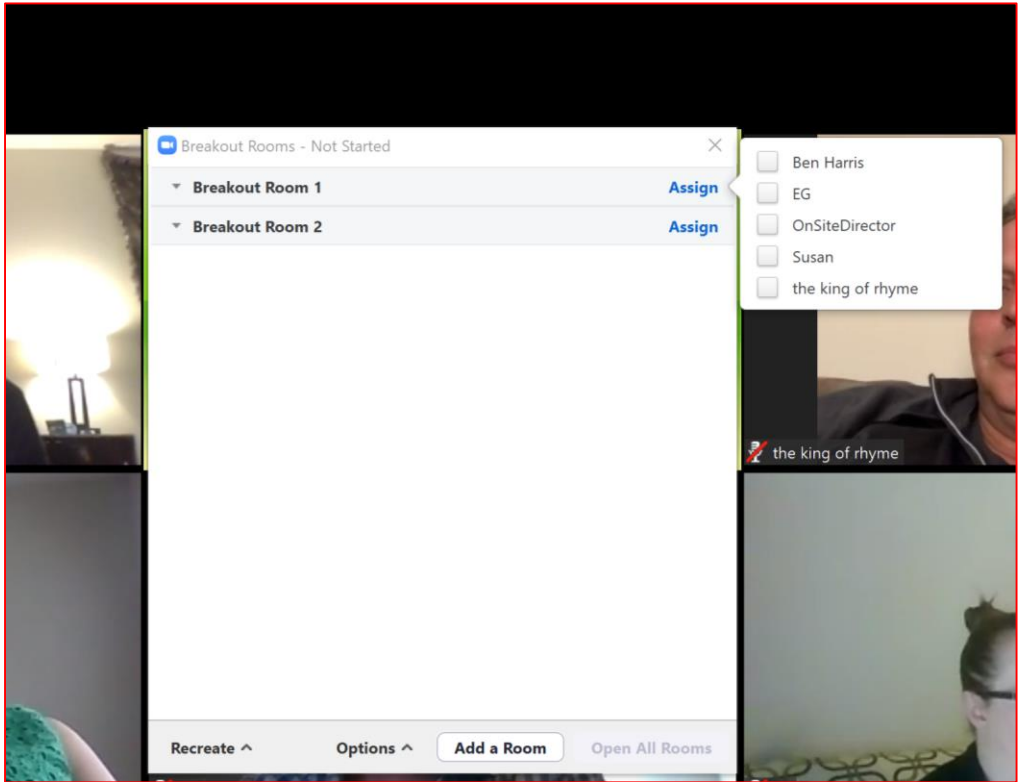 Breakout Rooms - Not Started
Breakout Room 1 Assign
Breakout Room 2 Assign
Ben Harris
EG
OnSiteDirector
Susan
the king of rhyme
the king of rhyme
Recreate Options Add a Room Open All Rooms